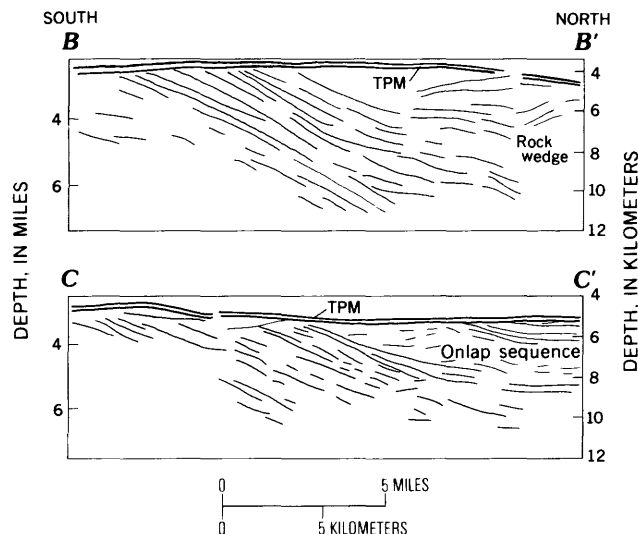 SOUTH NORTH
B B′
TPM
Rock
wedge
4
6
4
6
8
10
12
DEPTH, IN MILES
DEPTH, IN KILOMETERS
C C′
TPM
Onlap sequence
4
6
4
6
8
10
12
0 5 MILES
0 5 KILOMETERS